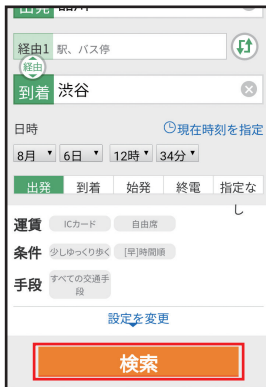 出発 品川
経由1 駅、バス停
経由
到着 渋谷
日時 現在時刻を指定
8月 6日 12時 34分
出発 到着 始発 終電 指定な
し
運賃 ICカード 自由席
条件 少しゆっくり歩く [早]時間順
手段 すべての交通手
段
設定を変更
検索